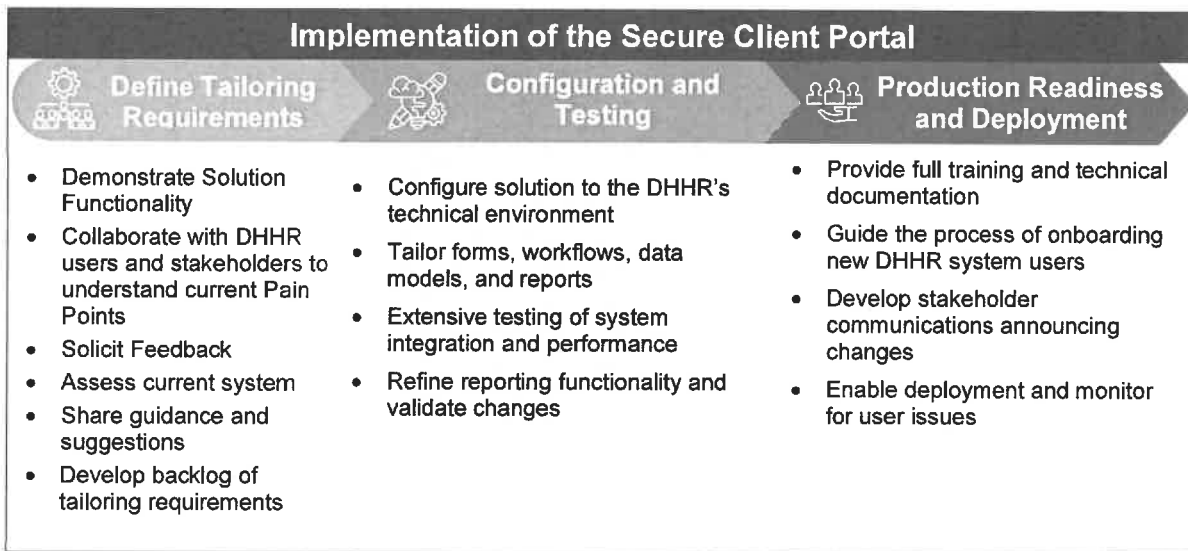 Implementation of the Secure Client Portal
Define Tailoring
Requirements
• Demonstrate Solution
Functionality
• Collaborate with DHHR
users and stakeholders to
understand current Pain
Points
• Solicit Feedback
• Assess current system
• Share guidance and
suggestions
• Develop backlog of
tailoring requirements
Configuration and
Testing
• Configure solution to the DHHR's
technical environment
• Tailor forms, workflows, data
models, and reports
• Extensive testing of system
integration and performance
• Refine reporting functionality and
validate changes
Production Readiness
and Deployment
• Provide full training and technical
documentation
• Guide the process of onboarding
new DHHR system users
• Develop stakeholder
communications announcing
changes
• Enable deployment and monitor
for user issues